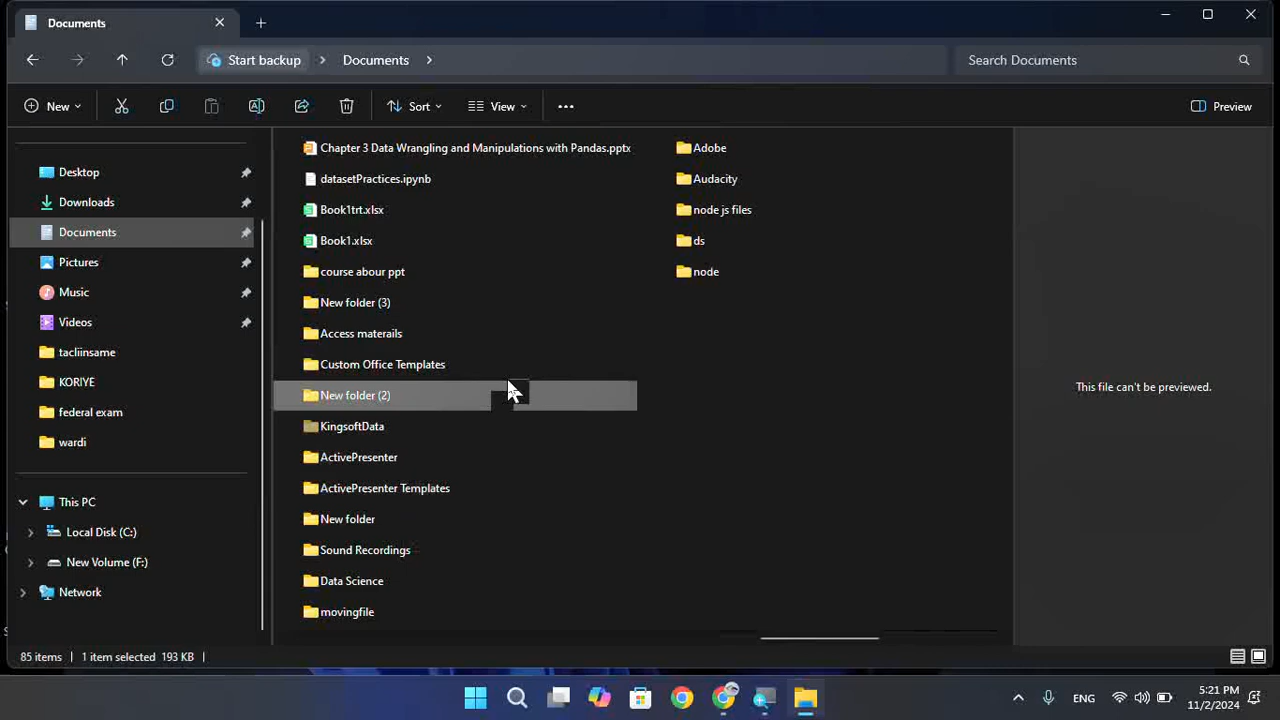 Documents
Start backup
Documents
Search Documents
New
Sort
View
Preview
Desktop
Downloads
Documents
Pictures
Music
Videos
tacliinsame
KORIYE
federal exam
wardi
This PC
Local Disk (C:)
New Volume (F:)
Network
Chapter 3 Data Wrangling and Manipulations with Pandas.pptx
datasetPractices.ipynb
Book1trt.xlsx
Book1.xlsx
course abour ppt
New folder (3)
Access materails
Custom Office Templates
New folder (2)
KingsoftData
ActivePresenter
ActivePresenter Templates
New folder
Sound Recordings
Data Science
movingfile
Adobe
Audacity
node js files
ds
node
This file can't be previewed.
85 items
1 item selected 193 KB
ENG
5:21 PM
11/2/2024